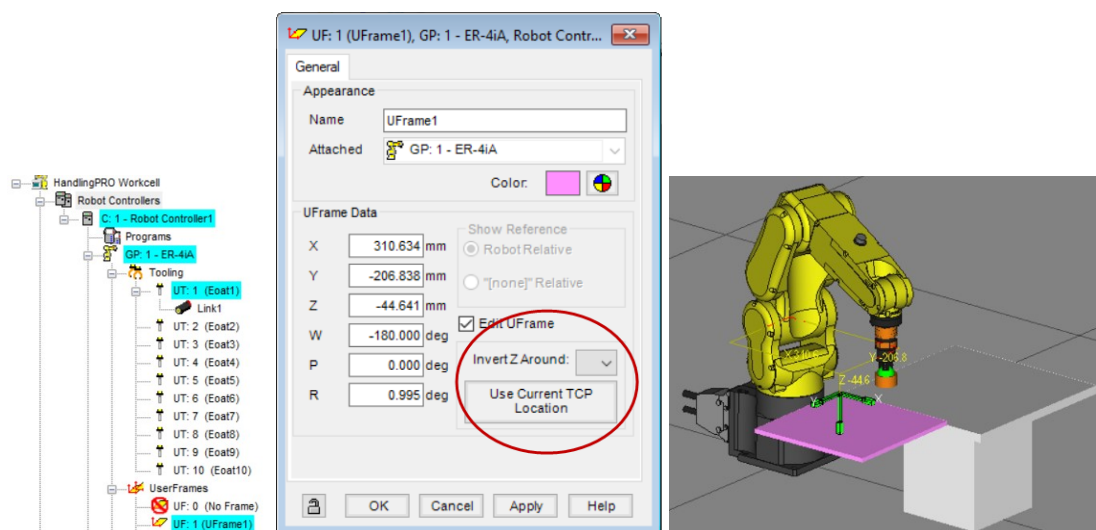 HandlingPRO Workcell
Robot Controllers
C: 1 - Robot Controller1
Programs
GP: 1 - ER-4iA
Tooling
UT: 1 (Eoat1)
Link1
UT: 2 (Eoat2)
UT: 3 (Eoat3)
UT: 4 (Eoat4)
UT: 5 (Eoat5)
UT: 6 (Eoat6)
UT: 7 (Eoat7)
UT: 8 (Eoat8)
UT: 9 (Eoat9)
UT: 10 (Eoat10)
UserFrames
UF: 0 (No Frame)
UF: 1 (UFrame1)
UF: 1 (UFrame1), GP: 1 - ER-4iA, Robot Contr...
General
Appearance
Name UFrame1
Attached GP: 1 - ER-4iA
Color:
UFrame Data
X 310.634 mm
Y -206.838 mm
Z -44.641 mm
W -180.000 deg
P 0.000 deg
R 0.995 deg
Show Reference
Robot Relative
"[none]" Relative
Edit UFrame
Invert Z Around:
Use Current TCP
Location
OK Cancel Apply Help
Y -206.8
Z -44.6
Y X